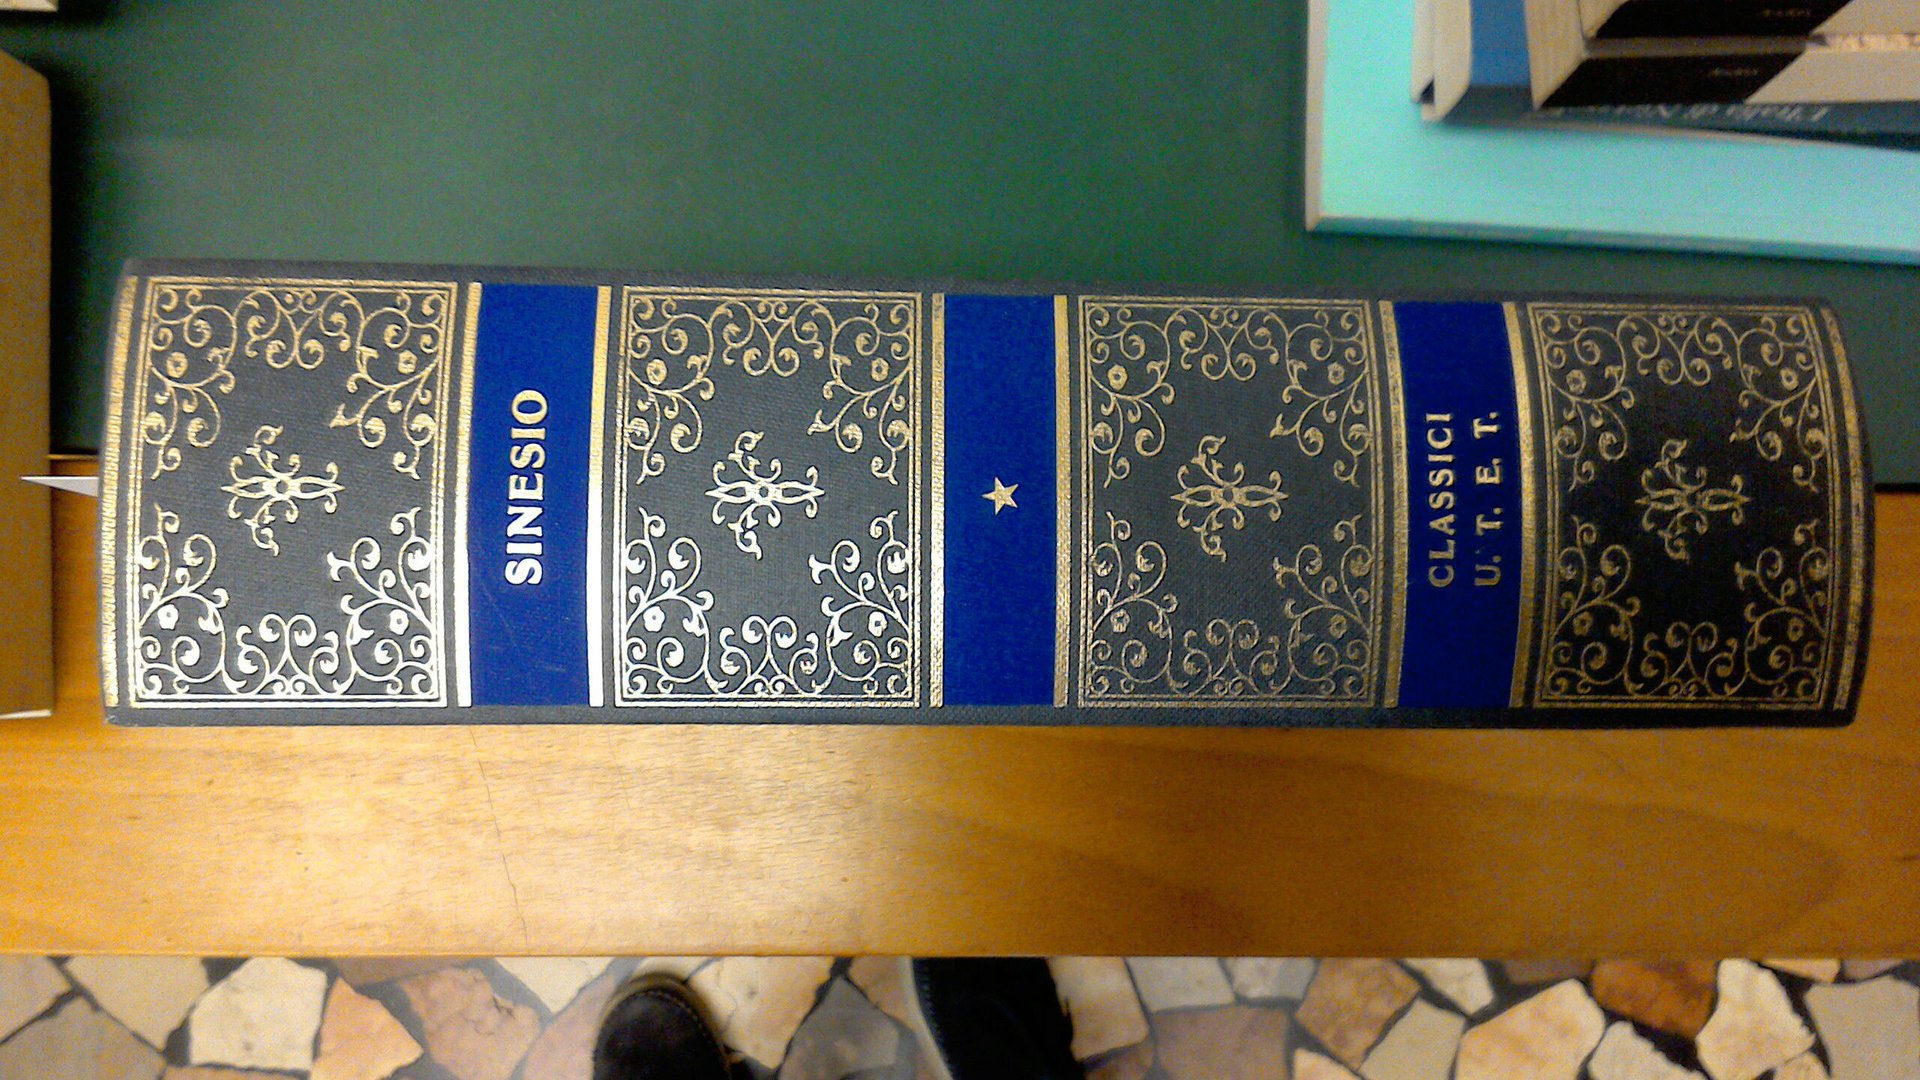 SINESIO
CLASSICI
U. T. E. T.